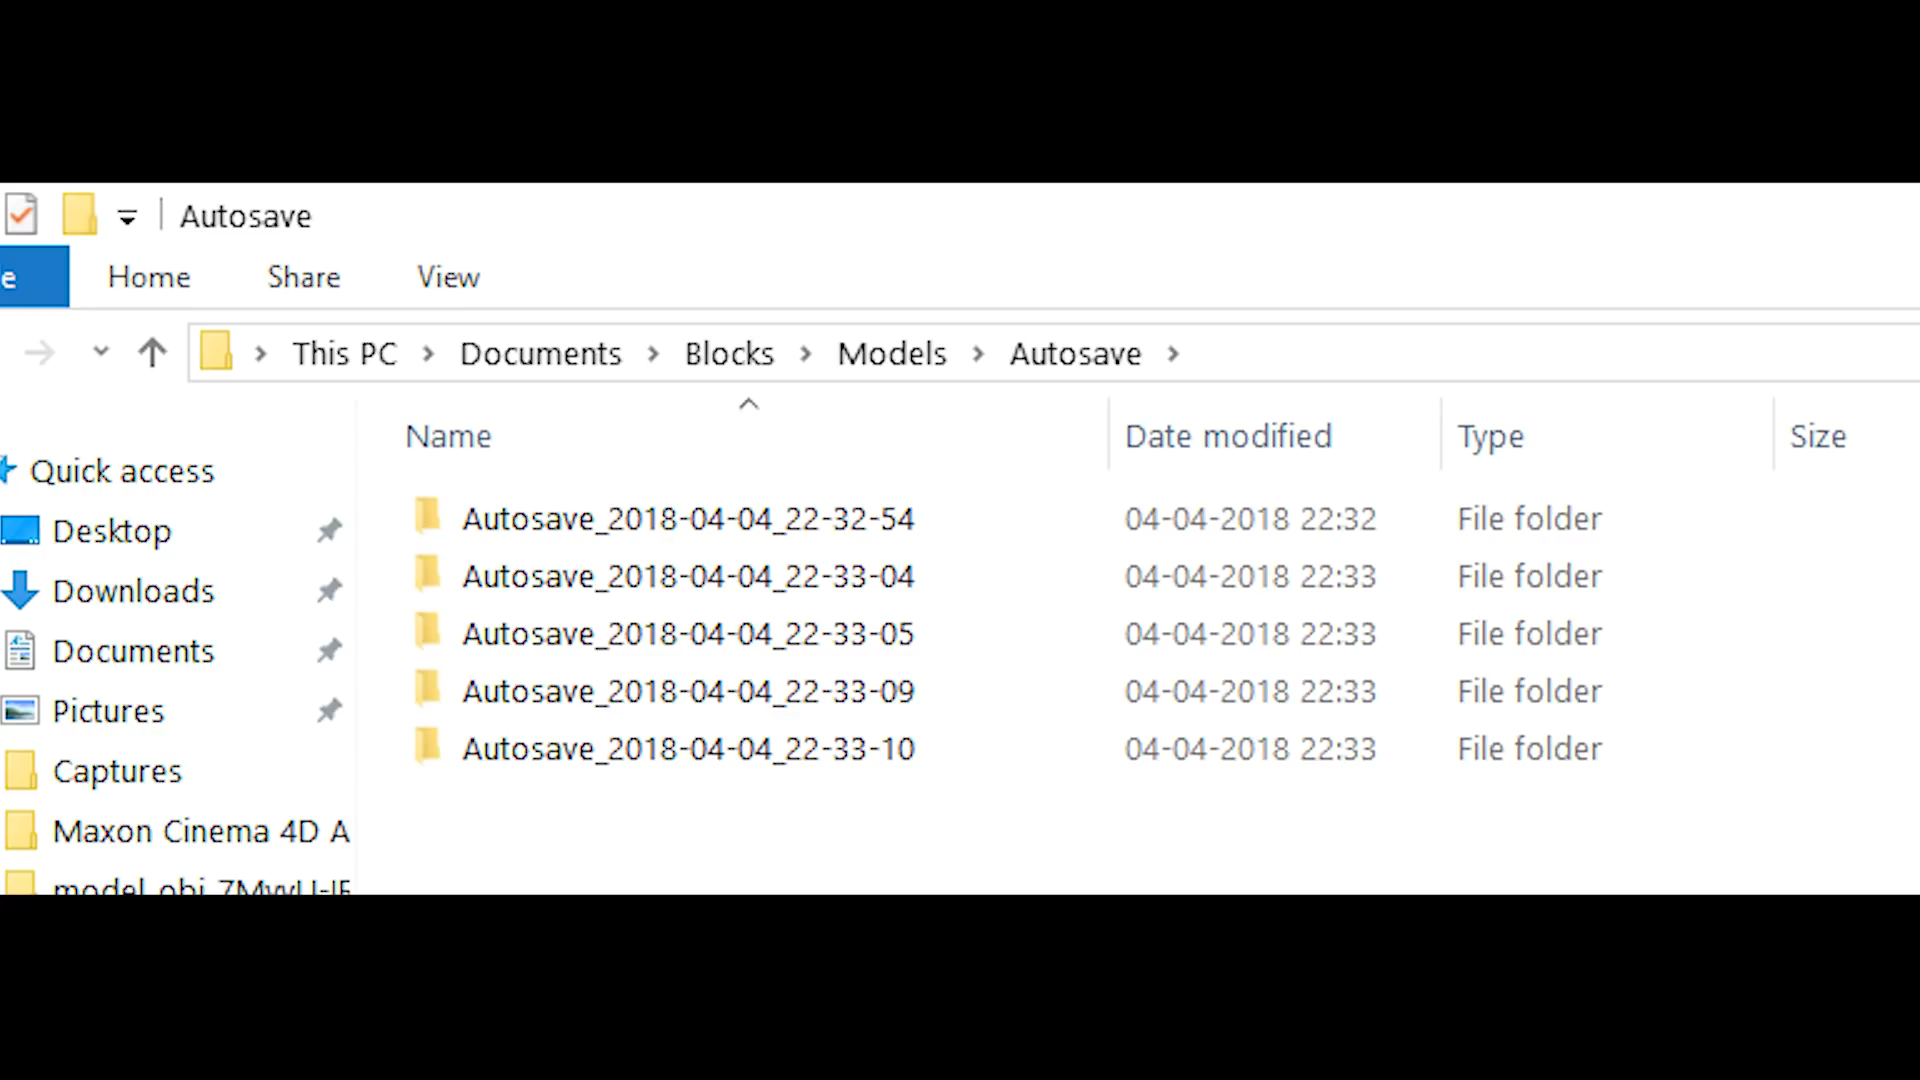 Autosave
e Home Share View
This PC Documents Blocks Models Autosave
Name Date modified Type Size
Quick access
Desktop
Downloads
Documents
Pictures
Captures
Maxon Cinema 4D A
Autosave_2018-04-04_22-32-54 04-04-2018 22:32 File folder
Autosave_2018-04-04_22-33-04 04-04-2018 22:33 File folder
Autosave_2018-04-04_22-33-05 04-04-2018 22:33 File folder
Autosave_2018-04-04_22-33-09 04-04-2018 22:33 File folder
Autosave_2018-04-04_22-33-10 04-04-2018 22:33 File folder